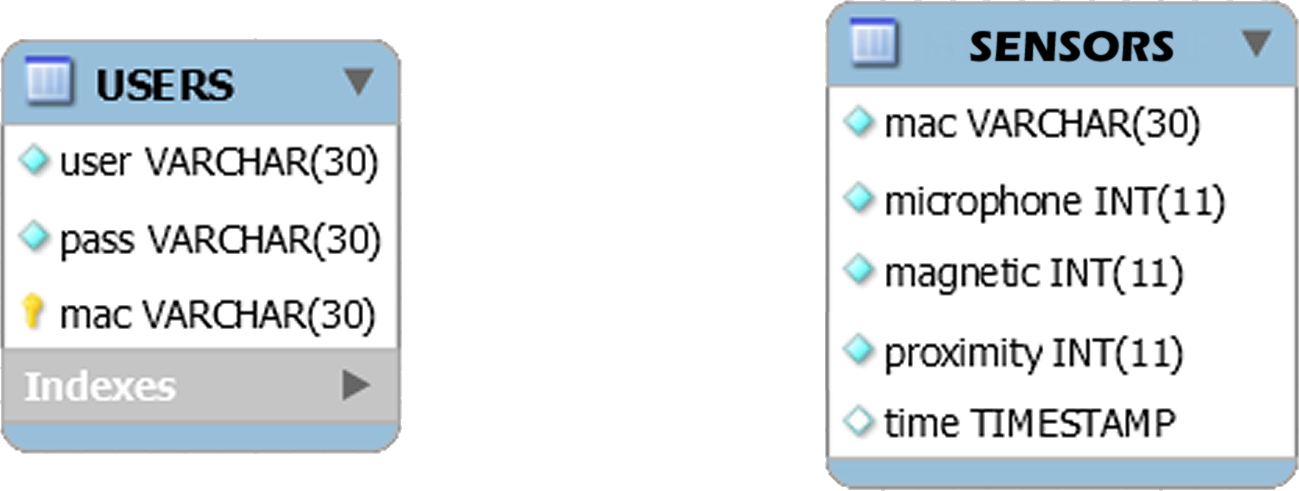 USERS
user VARCHAR(30)
pass VARCHAR(30)
mac VARCHAR(30)
Indexes
SENSORS
mac VARCHAR(30)
microphone INT(11)
magnetic INT(11)
proximity INT(11)
time TIMESTAMP